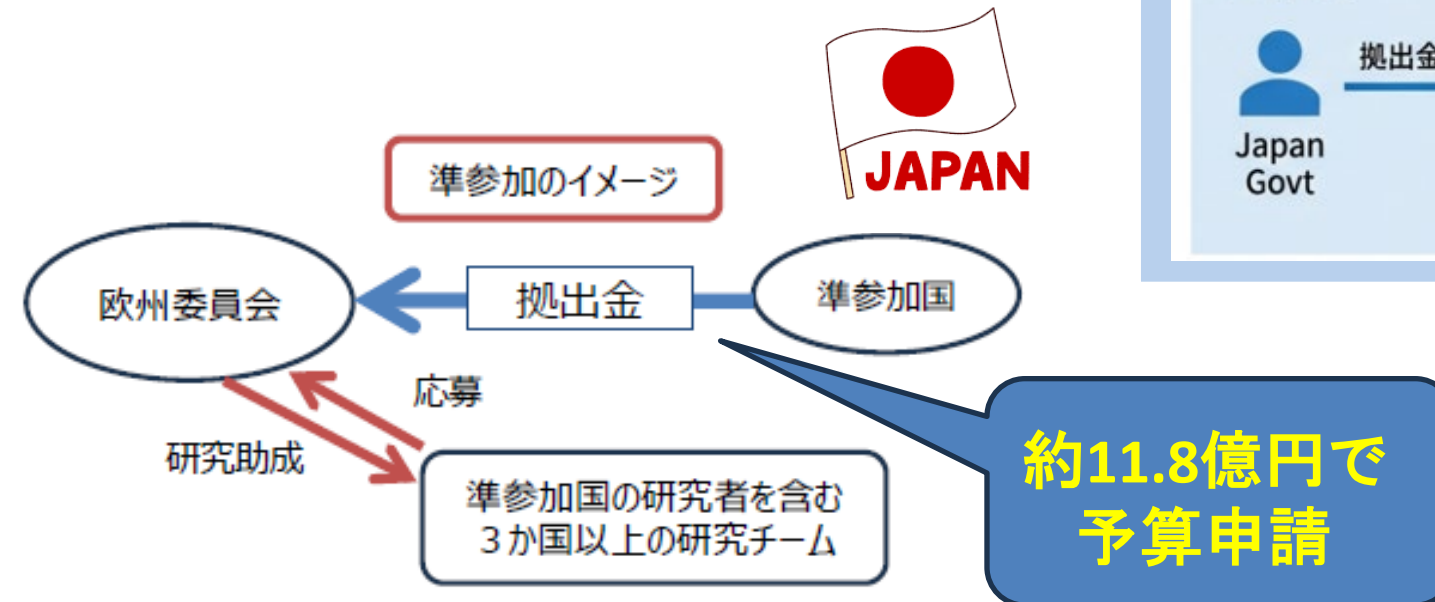 準参加のイメージ
JAPAN
拠出金
Japan
Govt
欧州委員会
拠出金
準参加国
応募
研究助成
準参加国の研究者を含む
３か国以上の研究チーム
約11.8億円で
予算申請